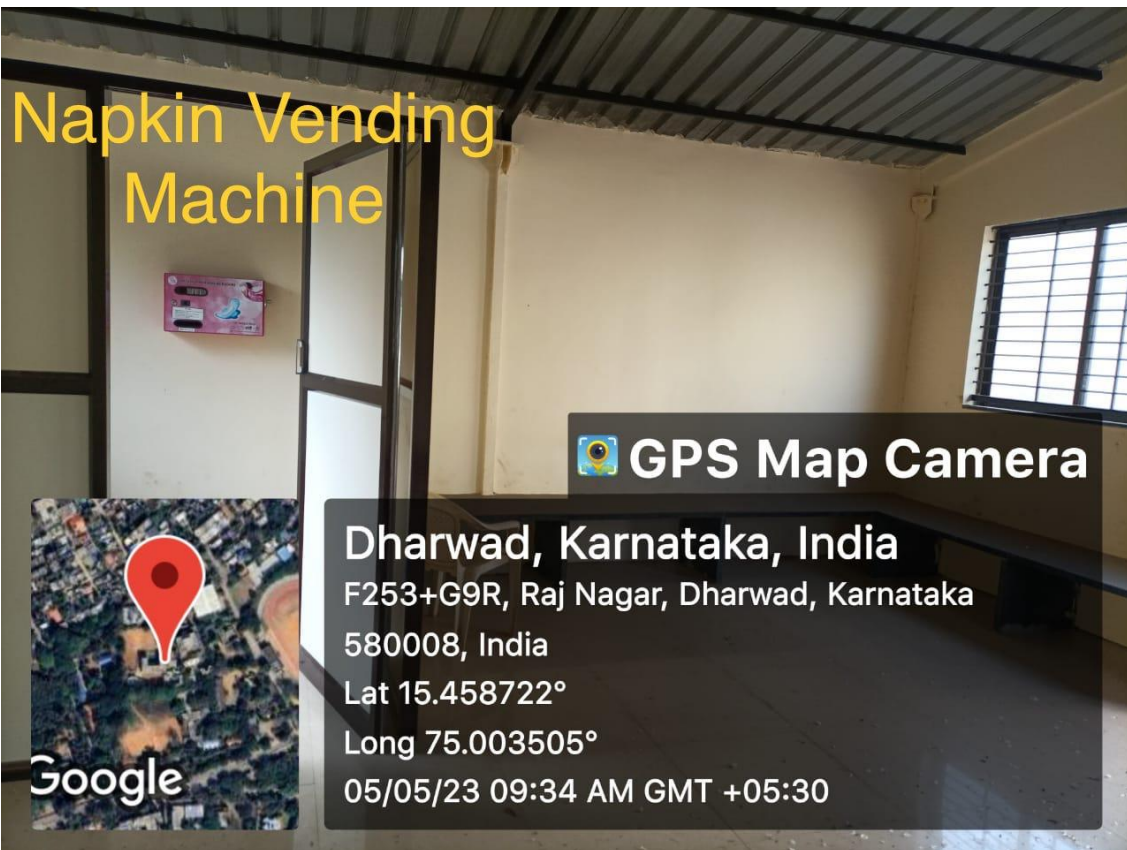 Napkin Vending
Machine
GPS Map Camera
Dharwad, Karnataka, India
F253+G9R, Raj Nagar, Dharwad, Karnataka
580008, India
Lat 15.458722°
Long 75.003505°
05/05/23 09:34 AM GMT +05:30
Google